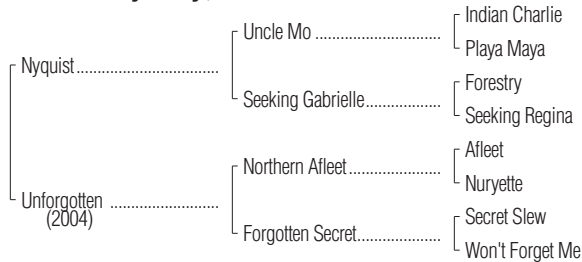 Indian Charlie
Uncle Mo ........................
Playa Maya
Nyquist...........................
Forestry
Seeking Gabrielle..................
Seeking Regina
Afleet
Northern Afleet...................
Nuryette
Unforgotten .....................
(2004)
Secret Slew
Forgotten Secret.................
Won't Forget Me